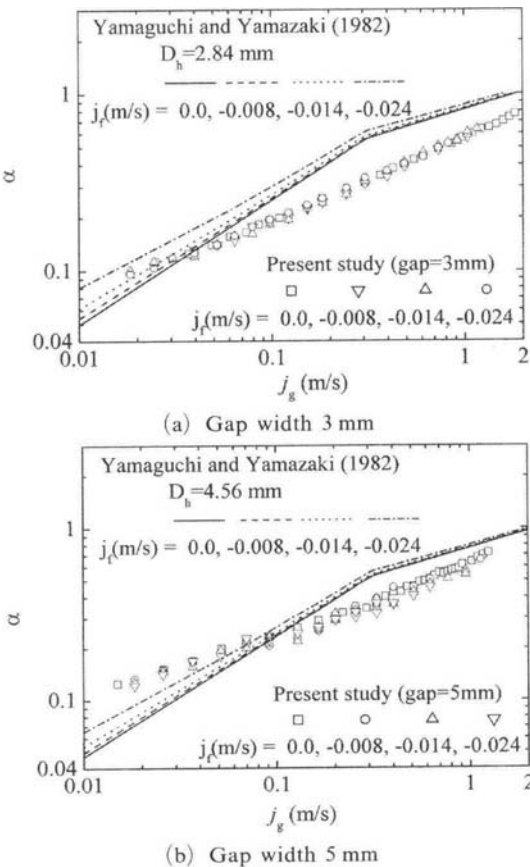 Yamaguchi and Yamazaki (1982)
D_h=2.84 mm
j_f(m/s) = 0.0, -0.008, -0.014, -0.024
1
α
0.1
Present study (gap=3mm)
j_f(m/s) = 0.0, -0.008, -0.014, -0.024
0.04
0.01 0.1 1 2
j_g (m/s)
(a) Gap width 3 mm
Yamaguchi and Yamazaki (1982)
D_h=4.56 mm
j_f(m/s) = 0.0, -0.008, -0.014, -0.024
1
α
0.1
Present study (gap=5mm)
j_f(m/s) = 0.0, -0.008, -0.014, -0.024
0.04
0.01 0.1 1 2
j_g (m/s)
(b) Gap width 5 mm